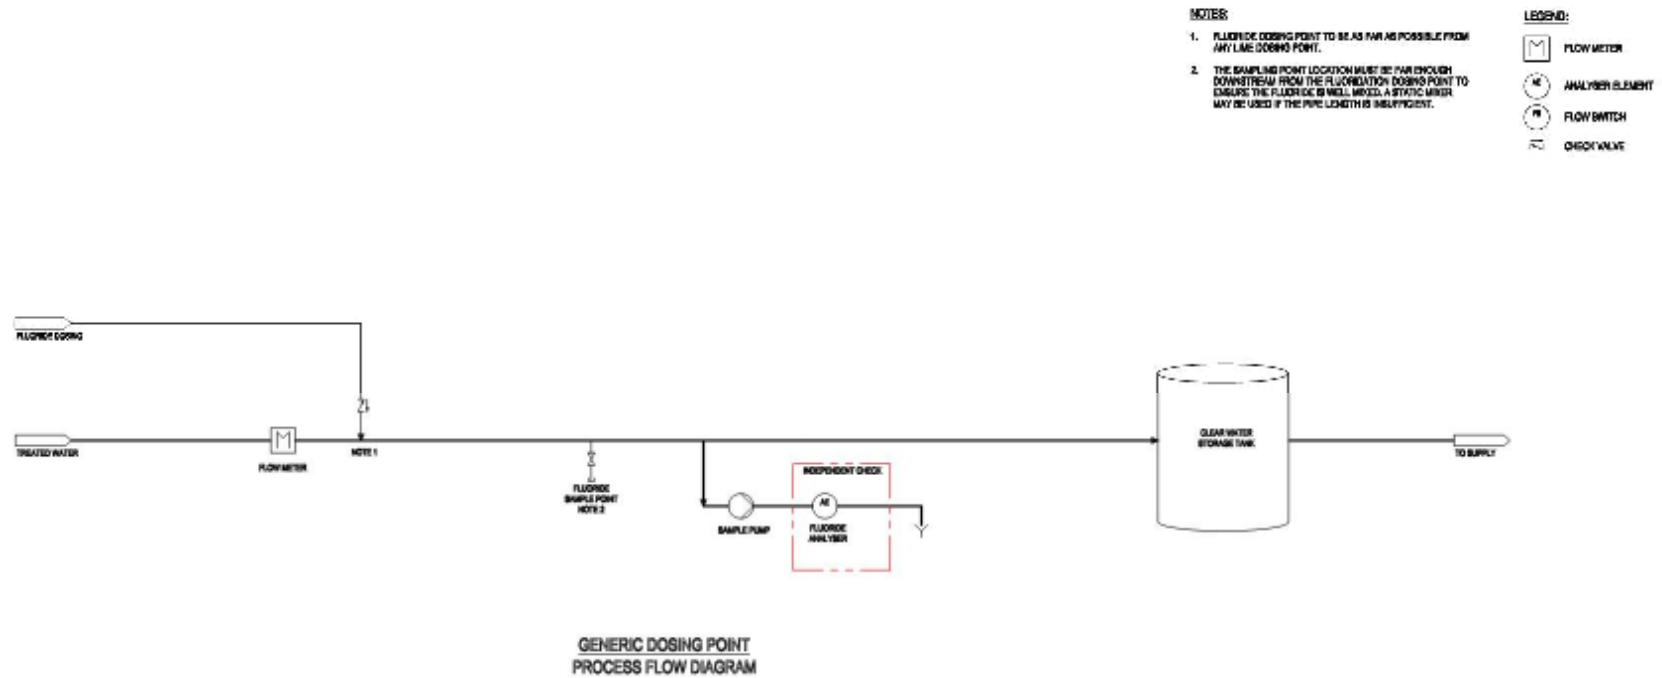 NOTES:
1. FLUORIDE DOSING POINT TO BE AS FAR AS POSSIBLE FROM
ANY LIME DOSING POINT.
2. THE SAMPLING POINT LOCATION MUST BE FAR ENOUGH
DOWNSTREAM FROM THE FLUORIDATION DOSING POINT TO
ENSURE THE FLUORIDE IS WELL MIXED. A STATIC MIXER
MAY BE USED IF THE PIPE LENGTH IS INSUFFICIENT.
LEGEND:
M FLOW METER
AE ANALYSER ELEMENT
FS FLOW SWITCH
CHECK VALVE
FLUORIDE DOSING
TREATED WATER
M
FLOW METER
NOTE 1
FLUORIDE
SAMPLE POINT
NOTE 2
SAMPLE PUMP
INDEPENDENT CHECK
AE
FLUORIDE
ANALYSER
CLEAR WATER
STORAGE TANK
TO SUPPLY
GENERIC DOSING POINT
PROCESS FLOW DIAGRAM